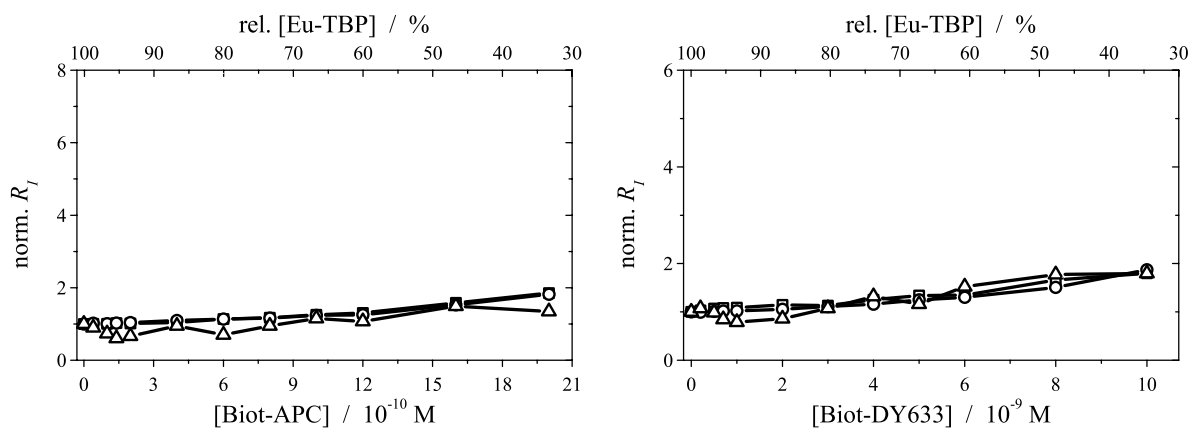 rel. [Eu-TBP] / %
100 90 80 70 60 50 40 30
8
6
4
2
0
norm. R_I
0 3 6 9 12 15 18 21
[Biot-APC] / 10^-10 M
rel. [Eu-TBP] / %
100 90 80 70 60 50 40 30
6
4
2
0
norm. R_I
0 2 4 6 8 10
[Biot-DY633] / 10^-9 M